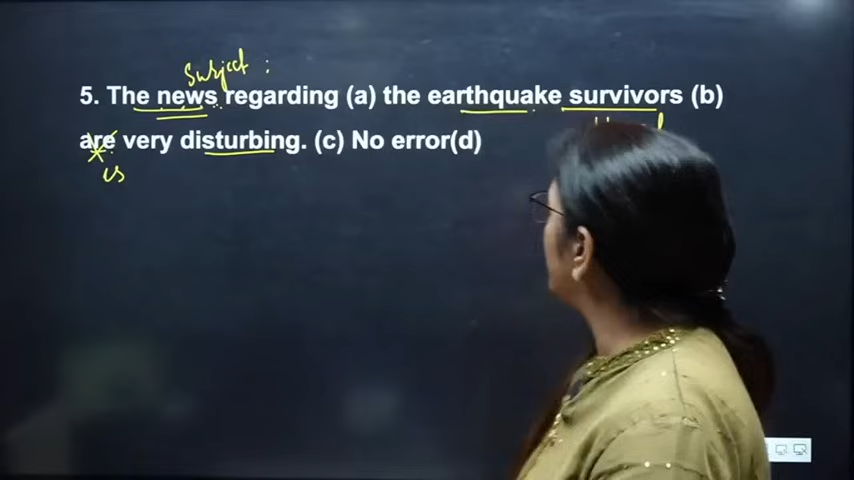 Subject :
5. The news regarding (a) the earthquake survivors (b)
are very disturbing. (c) No error(d)
is